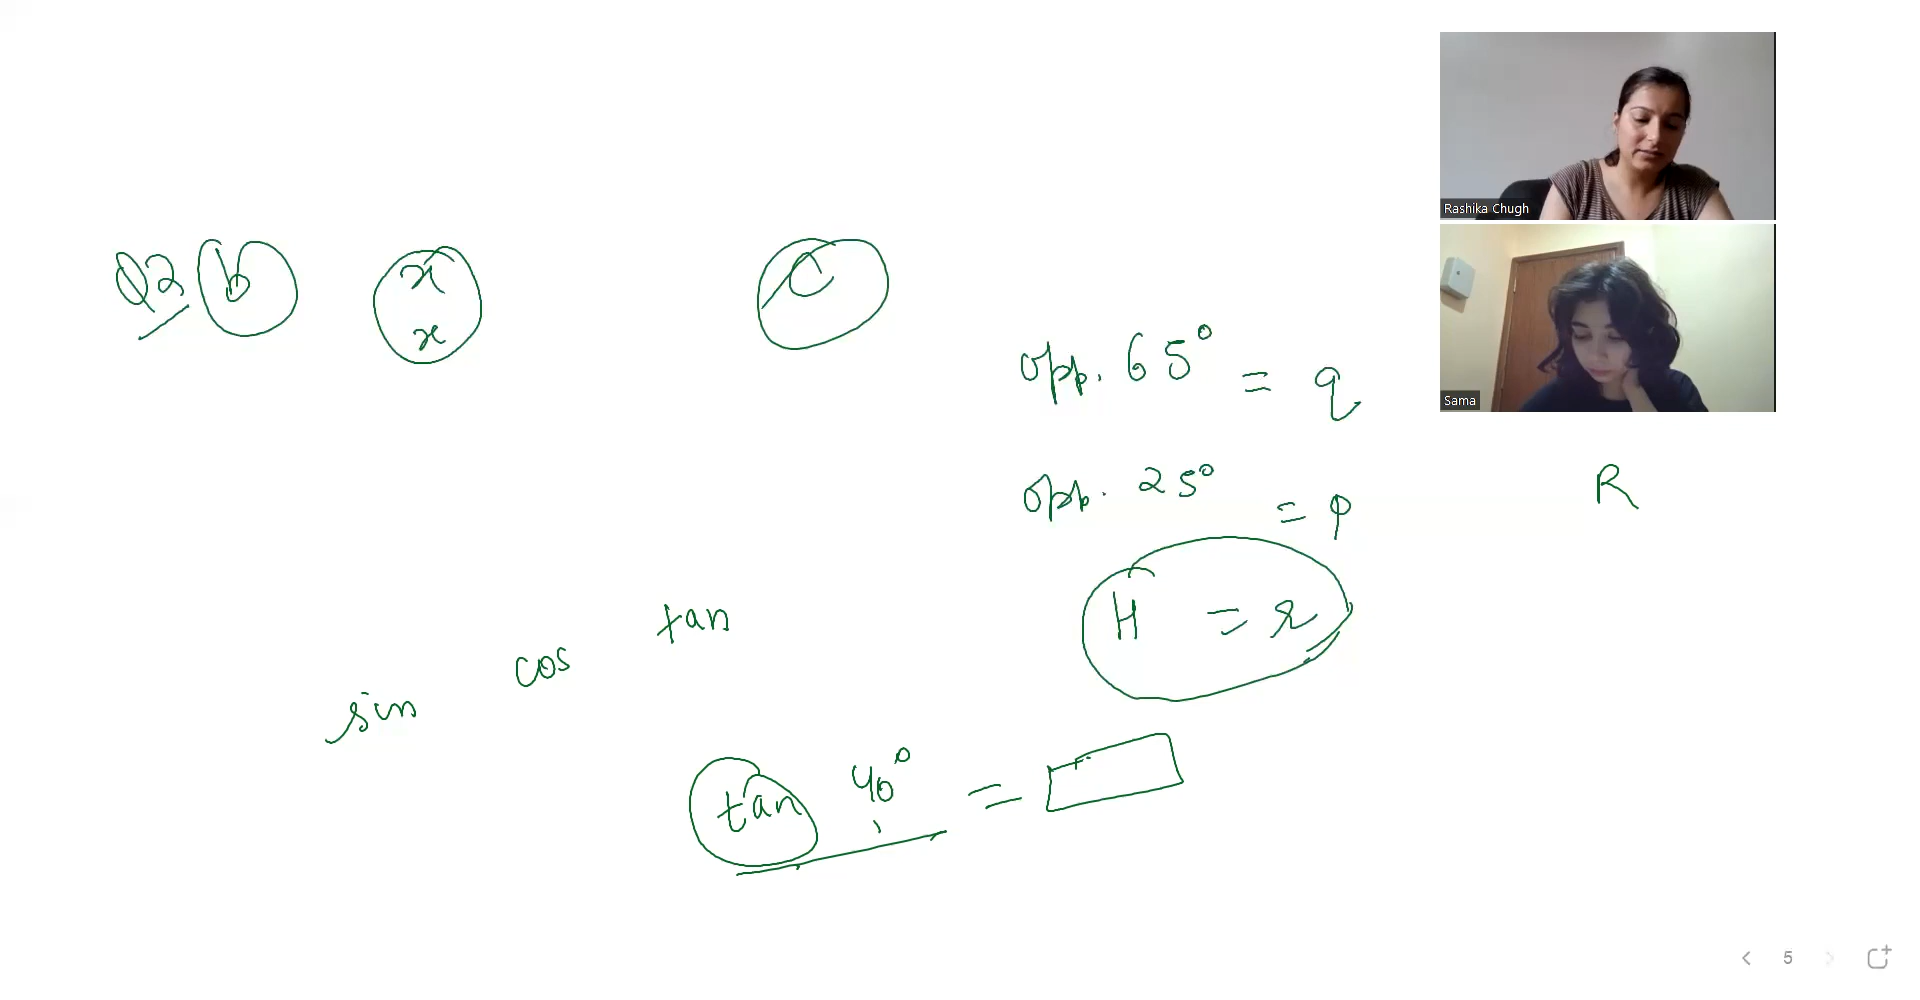 Rashika Chugh
Sama
Q2 b x c
x
opp. 65° = q
opp. 25° = p
R
H = r
sin cos tan
tan 40° =
5